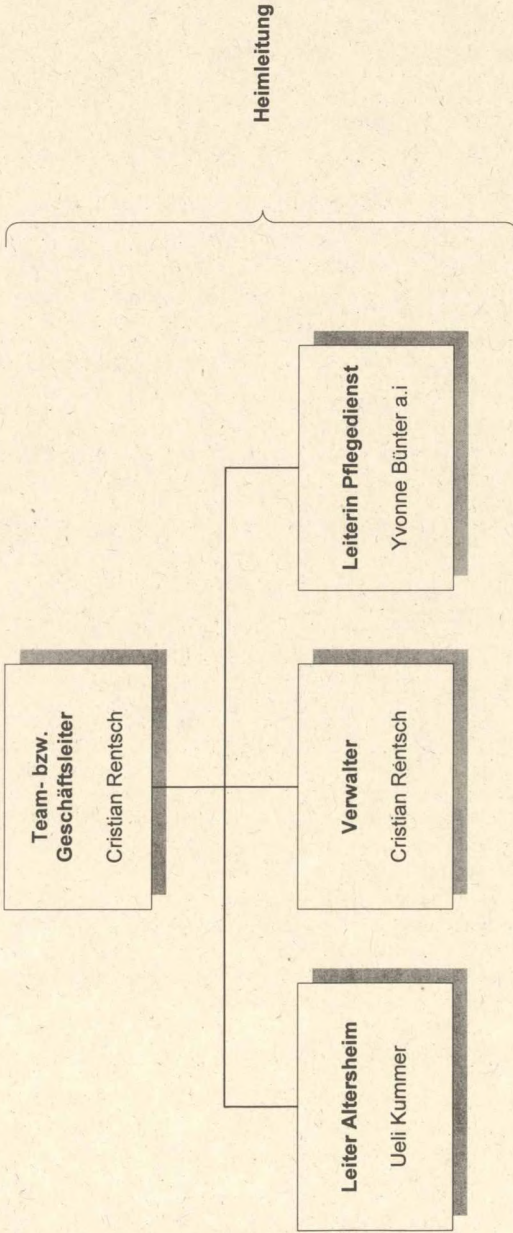 Team- bzw.
Geschäftsleiter
Cristian Rentsch
Leiter Altersheim
Ueli Kummer
Verwalter
Cristian Rentsch
Leiterin Pflegedienst
Yvonne Bünter a.i
Heimleitung